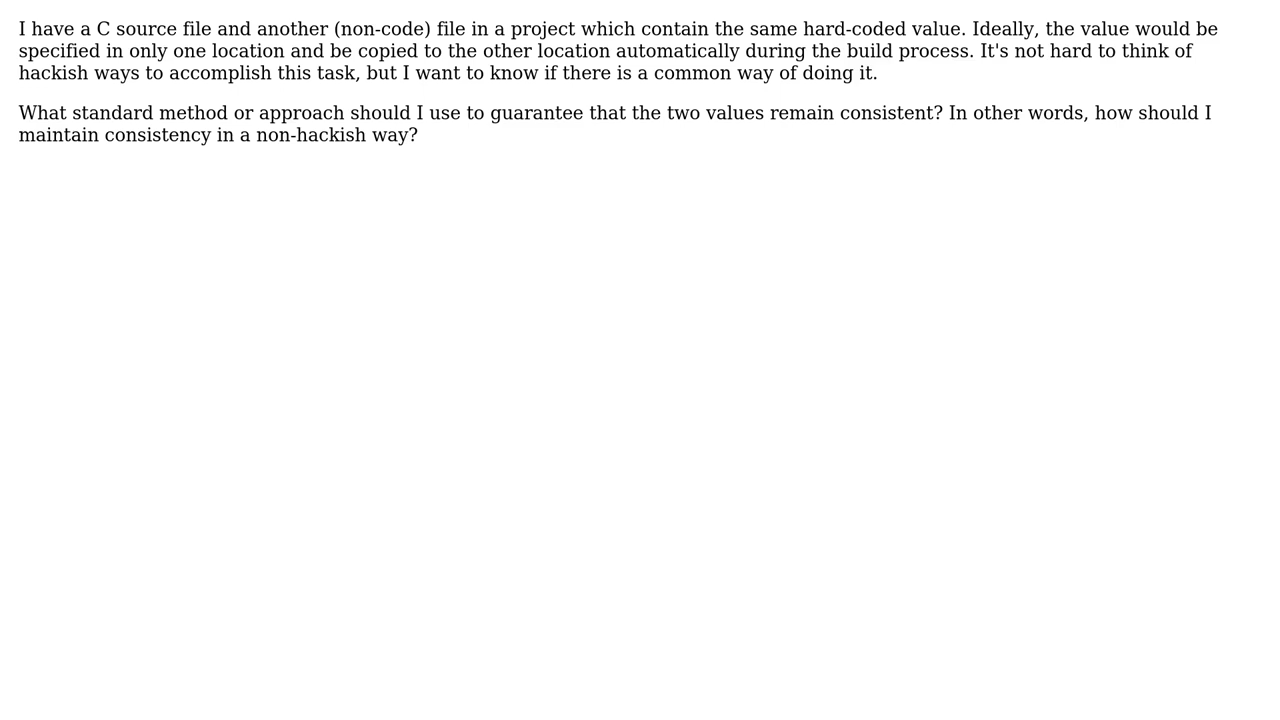 I have a C source file and another (non-code) file in a project which contain the same hard-coded value. Ideally, the value would be
specified in only one location and be copied to the other location automatically during the build process. It's not hard to think of
hackish ways to accomplish this task, but I want to know if there is a common way of doing it.
What standard method or approach should I use to guarantee that the two values remain consistent? In other words, how should I
maintain consistency in a non-hackish way?